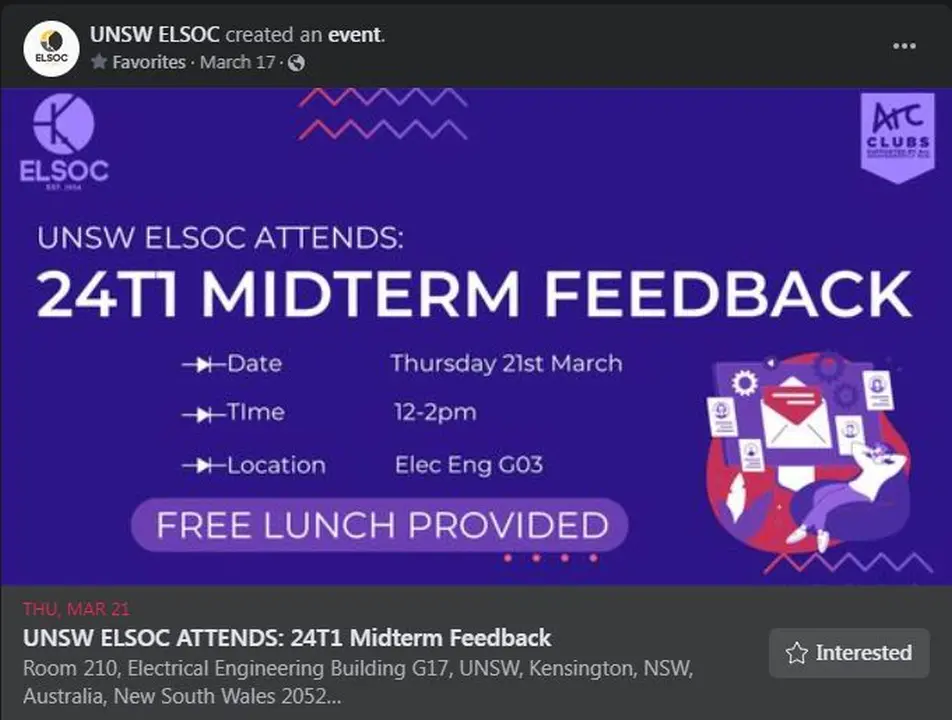 UNSW ELSOC created an event.
Favorites · March 17 ·
ELSOC
ELSOC
EST. 1954
ARC
CLUBS
UNSW ELSOC ATTENDS:
24T1 MIDTERM FEEDBACK
Date Thursday 21st March
TIme 12-2pm
Location Elec Eng G03
FREE LUNCH PROVIDED
THU, MAR 21
UNSW ELSOC ATTENDS: 24T1 Midterm Feedback
Room 210, Electrical Engineering Building G17, UNSW, Kensington, NSW,
Australia, New South Wales 2052...
Interested